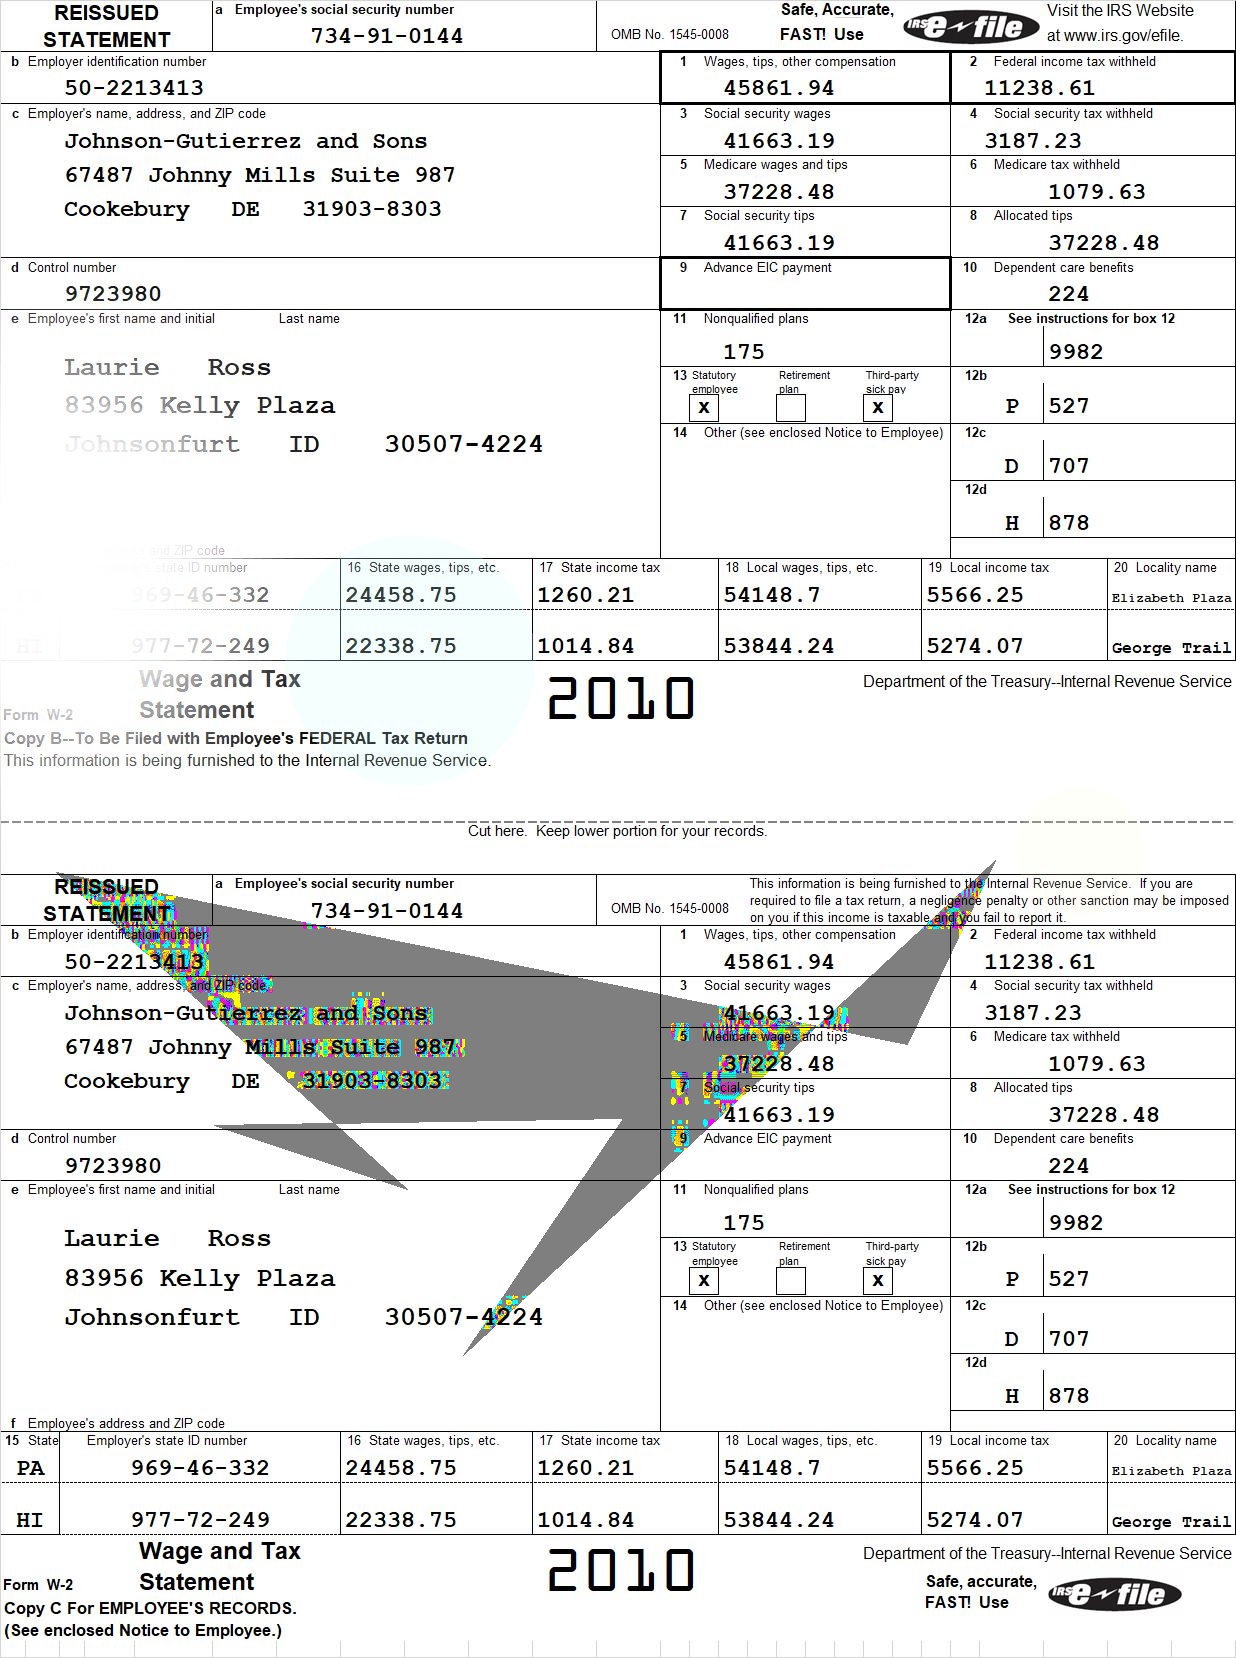 REISSUED STATEMENT
a Employee's social security number
734-91-0144
OMB No. 1545-0008
Safe, Accurate, FAST! Use
IRS e-file
Visit the IRS Website at www.irs.gov/efile.
b Employer identification number
50-2213413
1 Wages, tips, other compensation
45861.94
2 Federal income tax withheld
11238.61
c Employer's name, address, and ZIP code
Johnson-Gutierrez and Sons
67487 Johnny Mills Suite 987
Cookebury DE 31903-8303
3 Social security wages
41663.19
4 Social security tax withheld
3187.23
5 Medicare wages and tips
37228.48
6 Medicare tax withheld
1079.63
7 Social security tips
41663.19
8 Allocated tips
37228.48
d Control number
9723980
9 Advance EIC payment
10 Dependent care benefits
224
e Employee's first name and initial Last name
Laurie Ross
83956 Kelly Plaza
Johnsonfurt ID 30507-4224
11 Nonqualified plans
175
12a See instructions for box 12
9982
13 Statutory employee Retirement plan Third-party sick pay
X X
12b
P 527
14 Other (see enclosed Notice to Employee)
12c
D 707
12d
H 878
and ZIP code
state ID number
16 State wages, tips, etc.
17 State income tax
18 Local wages, tips, etc.
19 Local income tax
20 Locality name
969-46-332 24458.75 1260.21 54148.7 5566.25 Elizabeth Plaza
HI 977-72-249 22338.75 1014.84 53844.24 5274.07 George Trail
Form W-2
Wage and Tax Statement
2010
Department of the Treasury--Internal Revenue Service
Copy B--To Be Filed with Employee's FEDERAL Tax Return
This information is being furnished to the Internal Revenue Service.
Cut here. Keep lower portion for your records.
REISSUED STATEMENT
a Employee's social security number
734-91-0144
OMB No. 1545-0008
This information is being furnished to the Internal Revenue Service. If you are
required to file a tax return, a negligence penalty or other sanction may be imposed
on you if this income is taxable and you fail to report it.
b Employer identification number
50-2213413
1 Wages, tips, other compensation
45861.94
2 Federal income tax withheld
11238.61
c Employer's name, address, and ZIP code
Johnson-Gutierrez and Sons
67487 Johnny Mills Suite 987
Cookebury DE 31903-8303
3 Social security wages
41663.19
4 Social security tax withheld
3187.23
5 Medicare wages and tips
37228.48
6 Medicare tax withheld
1079.63
7 Social security tips
41663.19
8 Allocated tips
37228.48
d Control number
9723980
9 Advance EIC payment
10 Dependent care benefits
224
e Employee's first name and initial Last name
Laurie Ross
83956 Kelly Plaza
Johnsonfurt ID 30507-4224
11 Nonqualified plans
175
12a See instructions for box 12
9982
13 Statutory employee Retirement plan Third-party sick pay
X X
12b
P 527
14 Other (see enclosed Notice to Employee)
12c
D 707
12d
H 878
f Employee's address and ZIP code
15 State Employer's state ID number
16 State wages, tips, etc.
17 State income tax
18 Local wages, tips, etc.
19 Local income tax
20 Locality name
PA 969-46-332 24458.75 1260.21 54148.7 5566.25 Elizabeth Plaza
HI 977-72-249 22338.75 1014.84 53844.24 5274.07 George Trail
Form W-2
Wage and Tax Statement
2010
Department of the Treasury--Internal Revenue Service
Safe, accurate, FAST! Use
IRS e-file
Copy C For EMPLOYEE'S RECORDS.
(See enclosed Notice to Employee.)